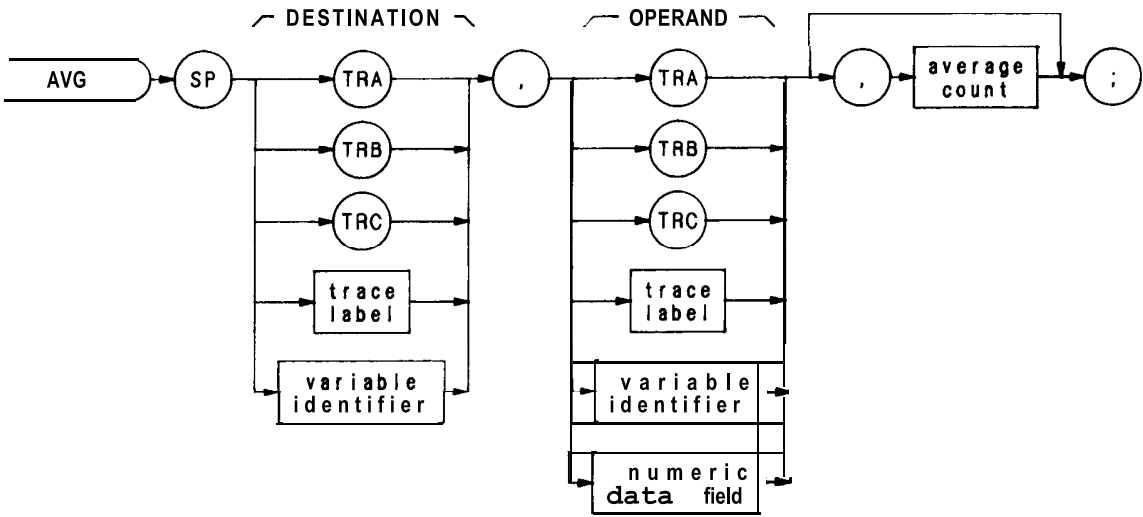 DESTINATION
OPERAND
AVG
SP
TRA
,
TRA
,
average
count
;
TRB
TRB
TRC
TRC
trace
label
trace
label
variable
identifier
variable
identifier
numeric
data field